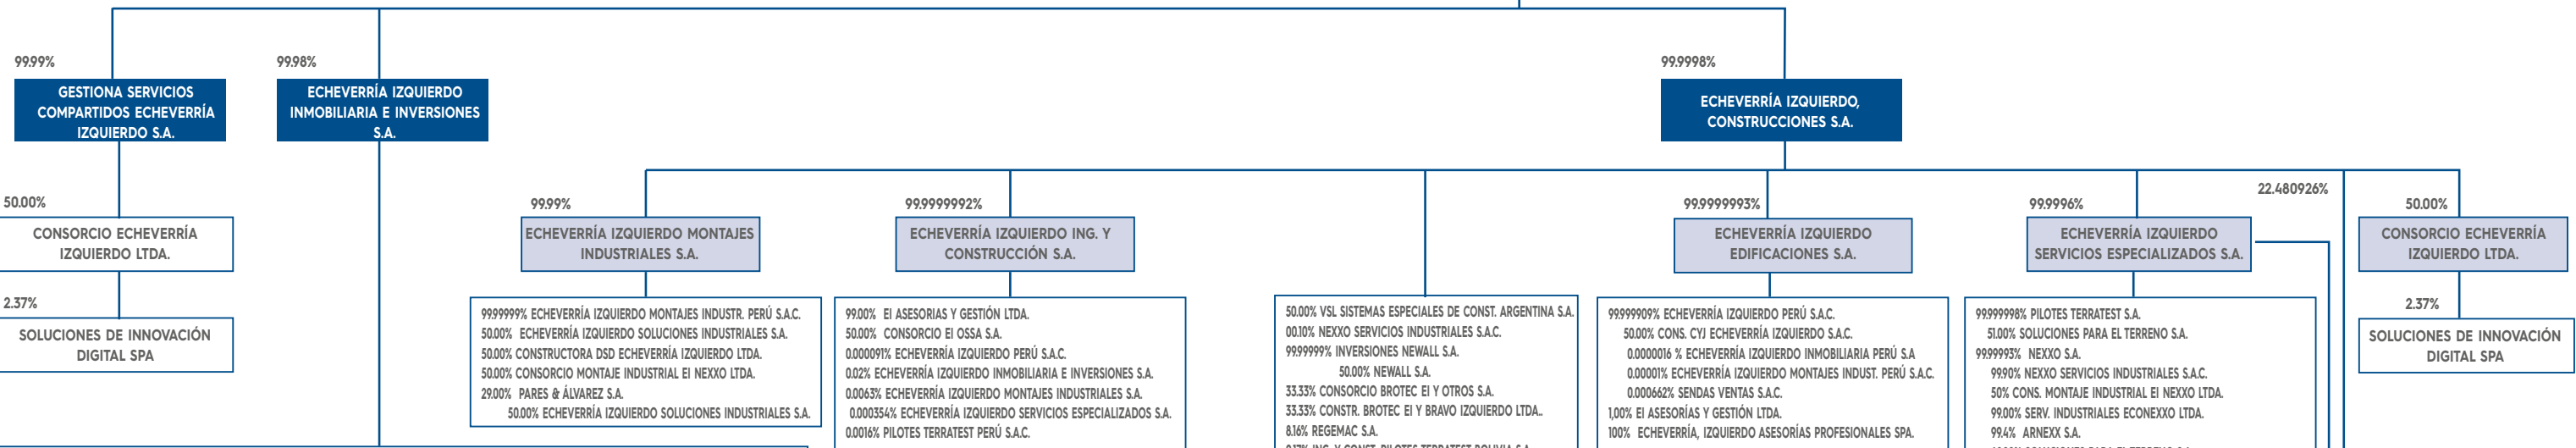 99.99%
GESTIONA SERVICIOS
COMPARTIDOS ECHEVERRÍA
IZQUIERDO S.A.
99.98%
ECHEVERRÍA IZQUIERDO
INMOBILIARIA E INVERSIONES
S.A.
99.9998%
ECHEVERRÍA IZQUIERDO,
CONSTRUCCIONES S.A.
50.00%
CONSORCIO ECHEVERRÍA
IZQUIERDO LTDA.
2.37%
SOLUCIONES DE INNOVACIÓN
DIGITAL SPA
99.99%
ECHEVERRÍA IZQUIERDO MONTAJES
INDUSTRIALES S.A.
99.99999% ECHEVERRÍA IZQUIERDO MONTAJES INDUSTR. PERÚ S.A.C.
50.00% ECHEVERRÍA IZQUIERDO SOLUCIONES INDUSTRIALES S.A.
50.00% CONSTRUCTORA DSD ECHEVERRÍA IZQUIERDO LTDA.
50.00% CONSORCIO MONTAJE INDUSTRIAL EI NEXXO LTDA.
29.00% PARES & ÁLVAREZ S.A.
50.00% ECHEVERRÍA IZQUIERDO SOLUCIONES INDUSTRIALES S.A.
99.9999992%
ECHEVERRÍA IZQUIERDO ING. Y
CONSTRUCCIÓN S.A.
99.00% EI ASESORIAS Y GESTIÓN LTDA.
50.00% CONSORCIO EI OSSA S.A.
0.000091% ECHEVERRÍA IZQUIERDO PERÚ S.A.C.
0.02% ECHEVERRÍA IZQUIERDO INMOBILIARIA E INVERSIONES S.A.
0.0063% ECHEVERRÍA IZQUIERDO MONTAJES INDUSTRIALES S.A.
0.000354% ECHEVERRÍA IZQUIERDO SERVICIOS ESPECIALIZADOS S.A.
0.0016% PILOTES TERRATEST PERÚ S.A.C.
50.00% VSL SISTEMAS ESPECIALES DE CONST. ARGENTINA S.A.
00.10% NEXXO SERVICIOS INDUSTRIALES S.A.C.
99.99999% INVERSIONES NEWALL S.A.
50.00% NEWALL S.A.
33.33% CONSORCIO BROTEC EI Y OTROS S.A.
33.33% CONSTR. BROTEC EI Y BRAVO IZQUIERDO LTDA..
8.16% REGEMAC S.A.
99.9999993%
ECHEVERRÍA IZQUIERDO
EDIFICACIONES S.A.
99.999909% ECHEVERRÍA IZQUIERDO PERÚ S.A.C.
50.00% CONS. CYJ ECHEVERRÍA IZQUIERDO S.A.C.
0.0000016 % ECHEVERRÍA IZQUIERDO INMOBILIARIA PERÚ S.A
0.00001% ECHEVERRÍA IZQUIERDO MONTAJES INDUST. PERÚ S.A.C.
0.000662% SENDAS VENTAS S.A.C.
1,00% EI ASESORÍAS Y GESTIÓN LTDA.
100% ECHEVERRÍA, IZQUIERDO ASESORÍAS PROFESIONALES SPA.
99.9996%
ECHEVERRÍA IZQUIERDO
SERVICIOS ESPECIALIZADOS S.A.
99.999998% PILOTES TERRATEST S.A.
51.00% SOLUCIONES PARA EL TERRENO S.A.
99.99993% NEXXO S.A.
99.90% NEXXO SERVICIOS INDUSTRIALES S.A.C.
50% CONS. MONTAJE INDUSTRIAL EI NEXXO LTDA.
99.00% SERV. INDUSTRIALES ECONEXXO LTDA.
99.4% ARNEXX S.A.
22.480926%
50.00%
CONSORCIO ECHEVERRÍA
IZQUIERDO LTDA.
2.37%
SOLUCIONES DE INNOVACIÓN
DIGITAL SPA